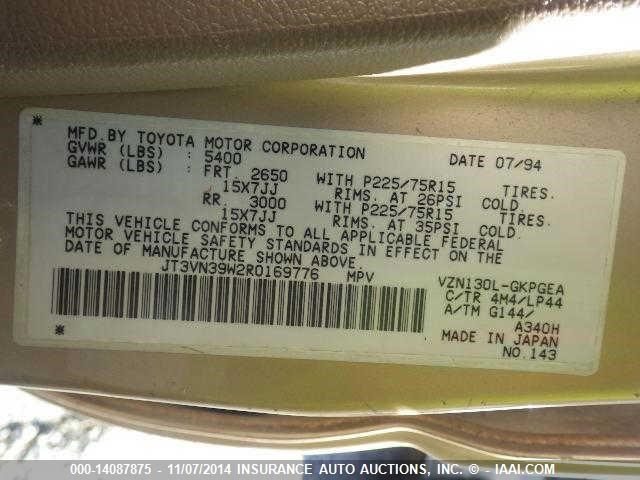 MFD.BY TOYOTA MOTOR CORPORATION DATE 07/94
GVWR (LBS) : 5400
GAWR (LBS) : FRT. 2650 WITH P225/75R15 TIRES.
15X7JJ RIMS. AT 26PSI COLD.
RR. 3000 WITH P225/75R15 TIRES.
15X7JJ RIMS. AT 35PSI COLD.
THIS VEHICLE CONFORMS TO ALL APPLICABLE FEDERAL
MOTOR VEHICLE SAFETY STANDARDS IN EFFECT ON THE
DATE OF MANUFACTURE SHOWN ABOVE.
JT3VN39W2R0169776 MPV
VZN130L-GKPGEA
C/TR 4M4/LP44
A/TM G144/
A340H
MADE IN JAPAN
NO.143
000-14087875 - 11/07/2014 INSURANCE AUTO AUCTIONS, INC. - © - IAAI.COM